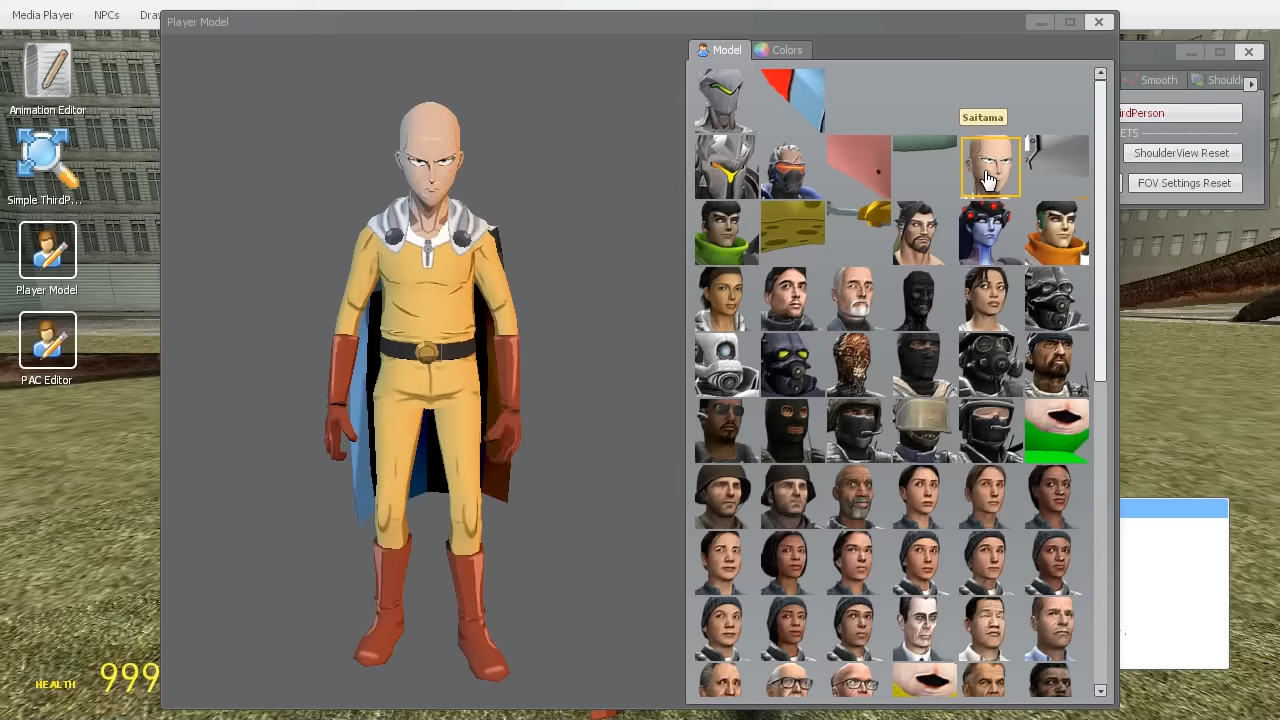 Media Player
NPCs
Player Model
Model
Colors
Smooth
Animation Editor
Simple ThirdP...
Player Model
PAC Editor
Saitama
ShoulderView Reset
FOV Settings Reset
HEALTH
999